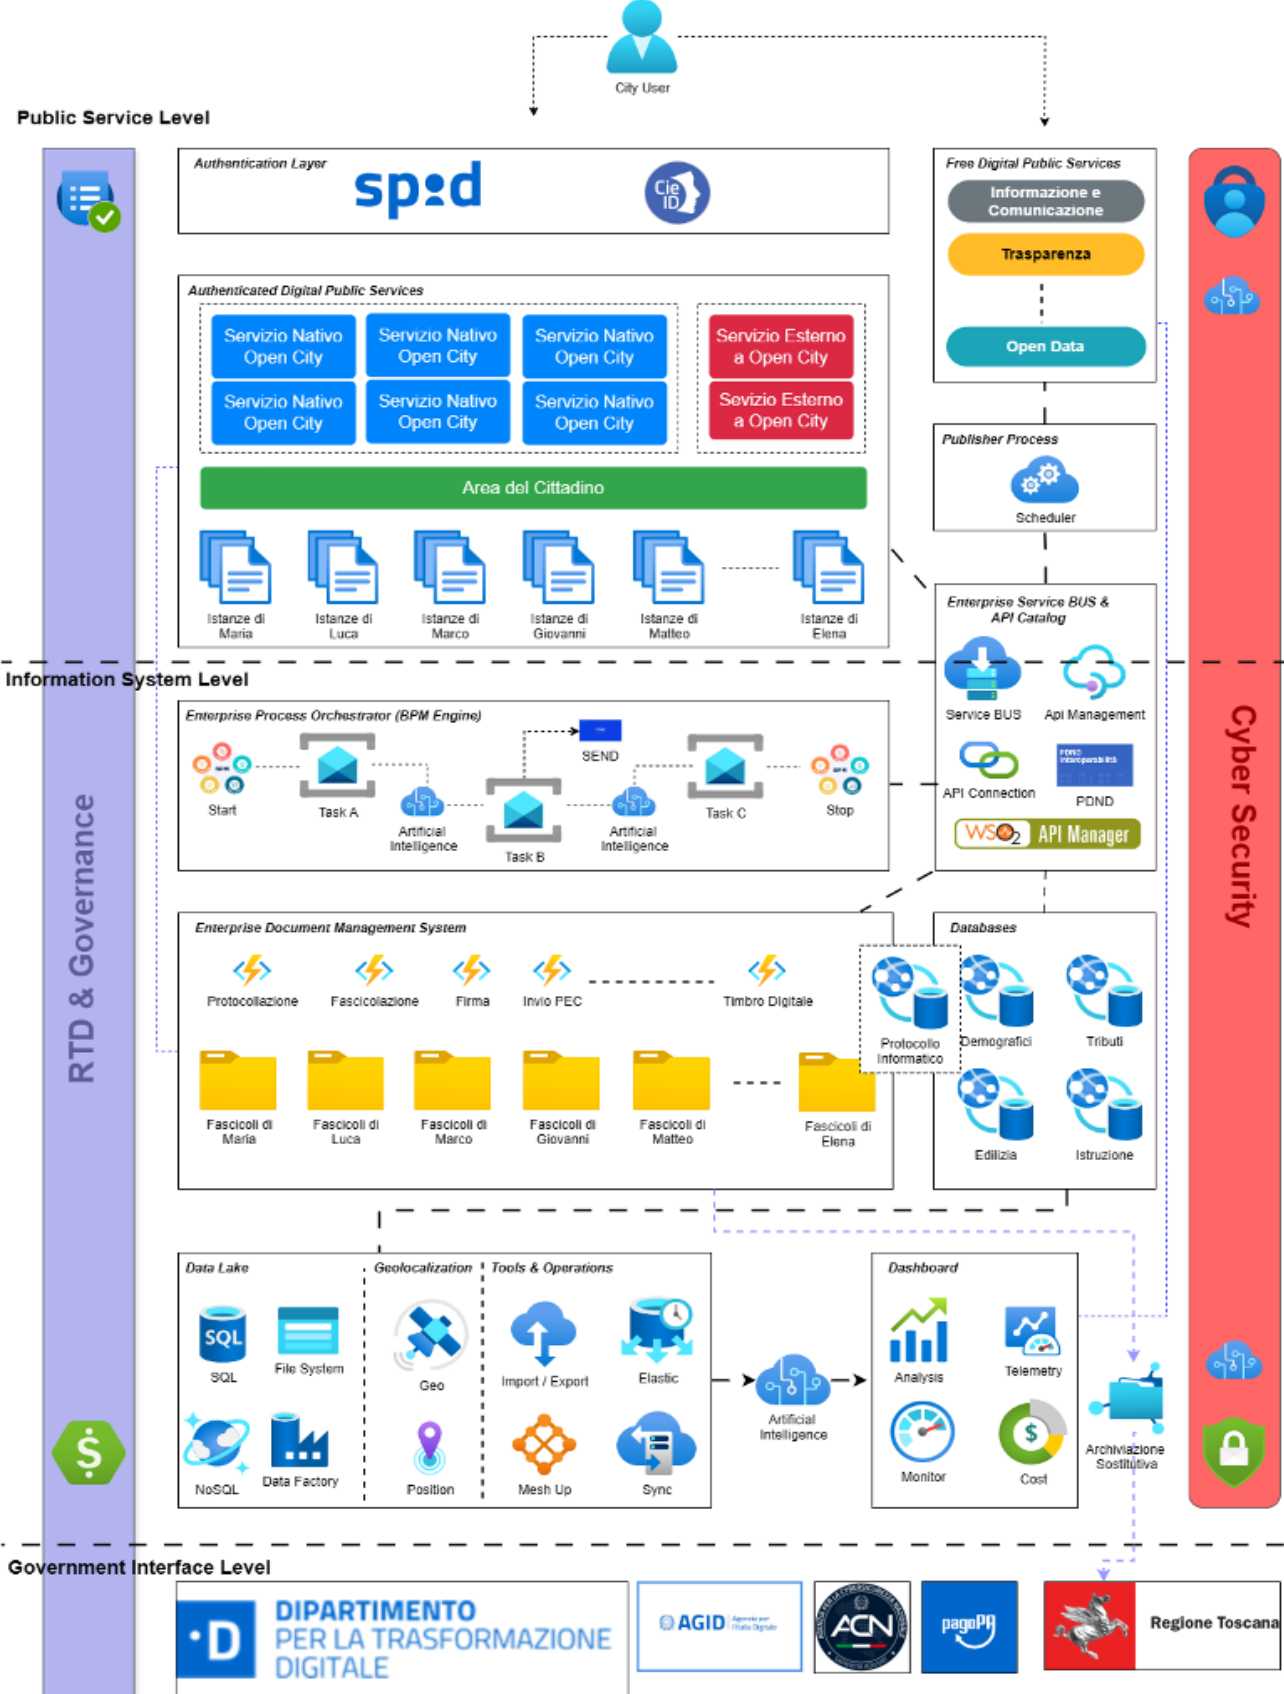 City User
Public Service Level
Authentication Layer
spid
Cie
ID
Free Digital Public Services
Informazione e
Comunicazione
Trasparenza
Open Data
Authenticated Digital Public Services
Servizio Nativo
Open City
Servizio Nativo
Open City
Servizio Nativo
Open City
Servizio Esterno
a Open City
Servizio Nativo
Open City
Servizio Nativo
Open City
Servizio Nativo
Open City
Sevizio Esterno
a Open City
Area del Cittadino
Istanze di
Maria
Istanze di
Luca
Istanze di
Marco
Istanze di
Giovanni
Istanze di
Matteo
Istanze di
Elena
Publisher Process
Scheduler
Enterprise Service BUS &
API Catalog
Service BUS
Api Management
API Connection
PDND
Interoperabilità
PDND
WSO2 API Manager
Information System Level
Enterprise Process Orchestrator (BPM Engine)
Start
Task A
Artificial
Intelligence
Task B
SEND
Artificial
Intelligence
Task C
Stop
RTD & Governance
Cyber Security
Enterprise Document Management System
Protocollazione
Fascicolazione
Firma
Invio PEC
Timbro Digitale
Fascicoli di
Maria
Fascicoli di
Luca
Fascicoli di
Marco
Fascicoli di
Giovanni
Fascicoli di
Matteo
Fascicoli di
Elena
Databases
Protocollo
Informatico
Demografici
Tributi
Edilizia
Istruzione
Data Lake
SQL
SQL
File System
NoSQL
Data Factory
Geolocalization
Geo
Position
Tools & Operations
Import / Export
Elastic
Mesh Up
Sync
Artificial
Intelligence
Dashboard
Analysis
Telemetry
Monitor
$
Cost
Archiviazione
Sostitutiva
$
Government Interface Level
D
DIPARTIMENTO
PER LA TRASFORMAZIONE
DIGITALE
AGID
Agenzia per
l'Italia Digitale
ACN
pagoPA
Regione Toscana